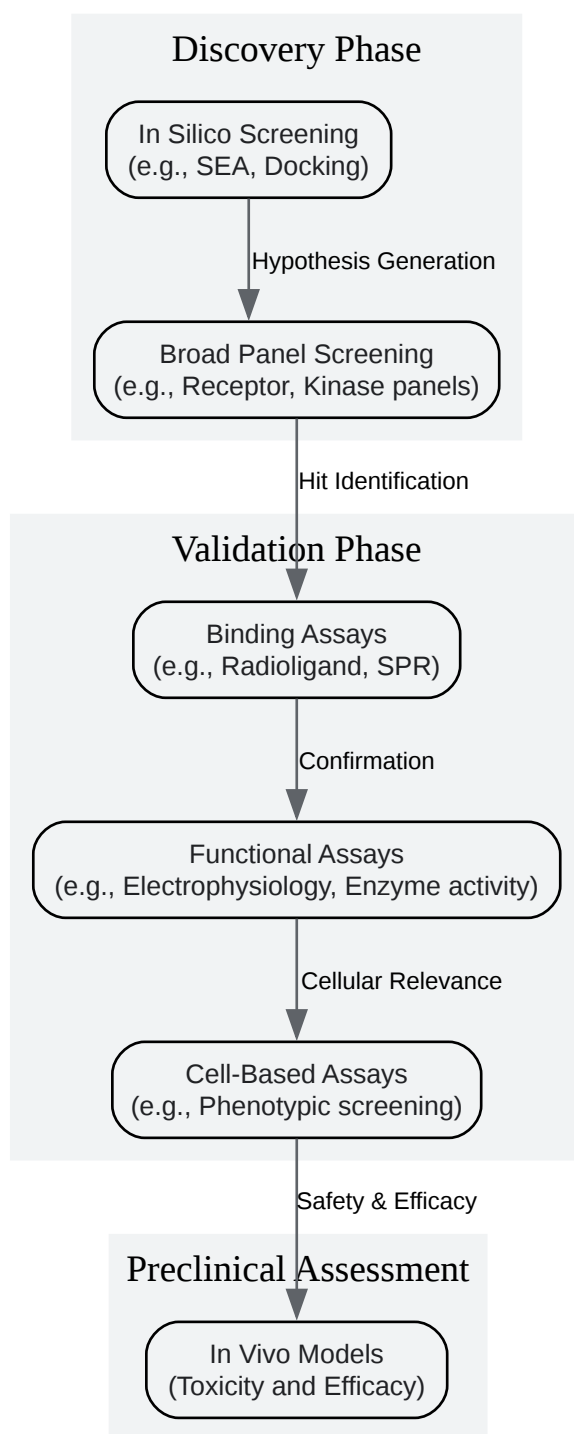 Discovery Phase
In Silico Screening
(e.g., SEA, Docking)
Hypothesis Generation
Broad Panel Screening
(e.g., Receptor, Kinase panels)
Hit Identification
Validation Phase
Binding Assays
(e.g., Radioligand, SPR)
Confirmation
Functional Assays
(e.g., Electrophysiology, Enzyme activity)
Cellular Relevance
Cell-Based Assays
(e.g., Phenotypic screening)
Safety & Efficacy
Preclinical Assessment
In Vivo Models
(Toxicity and Efficacy)